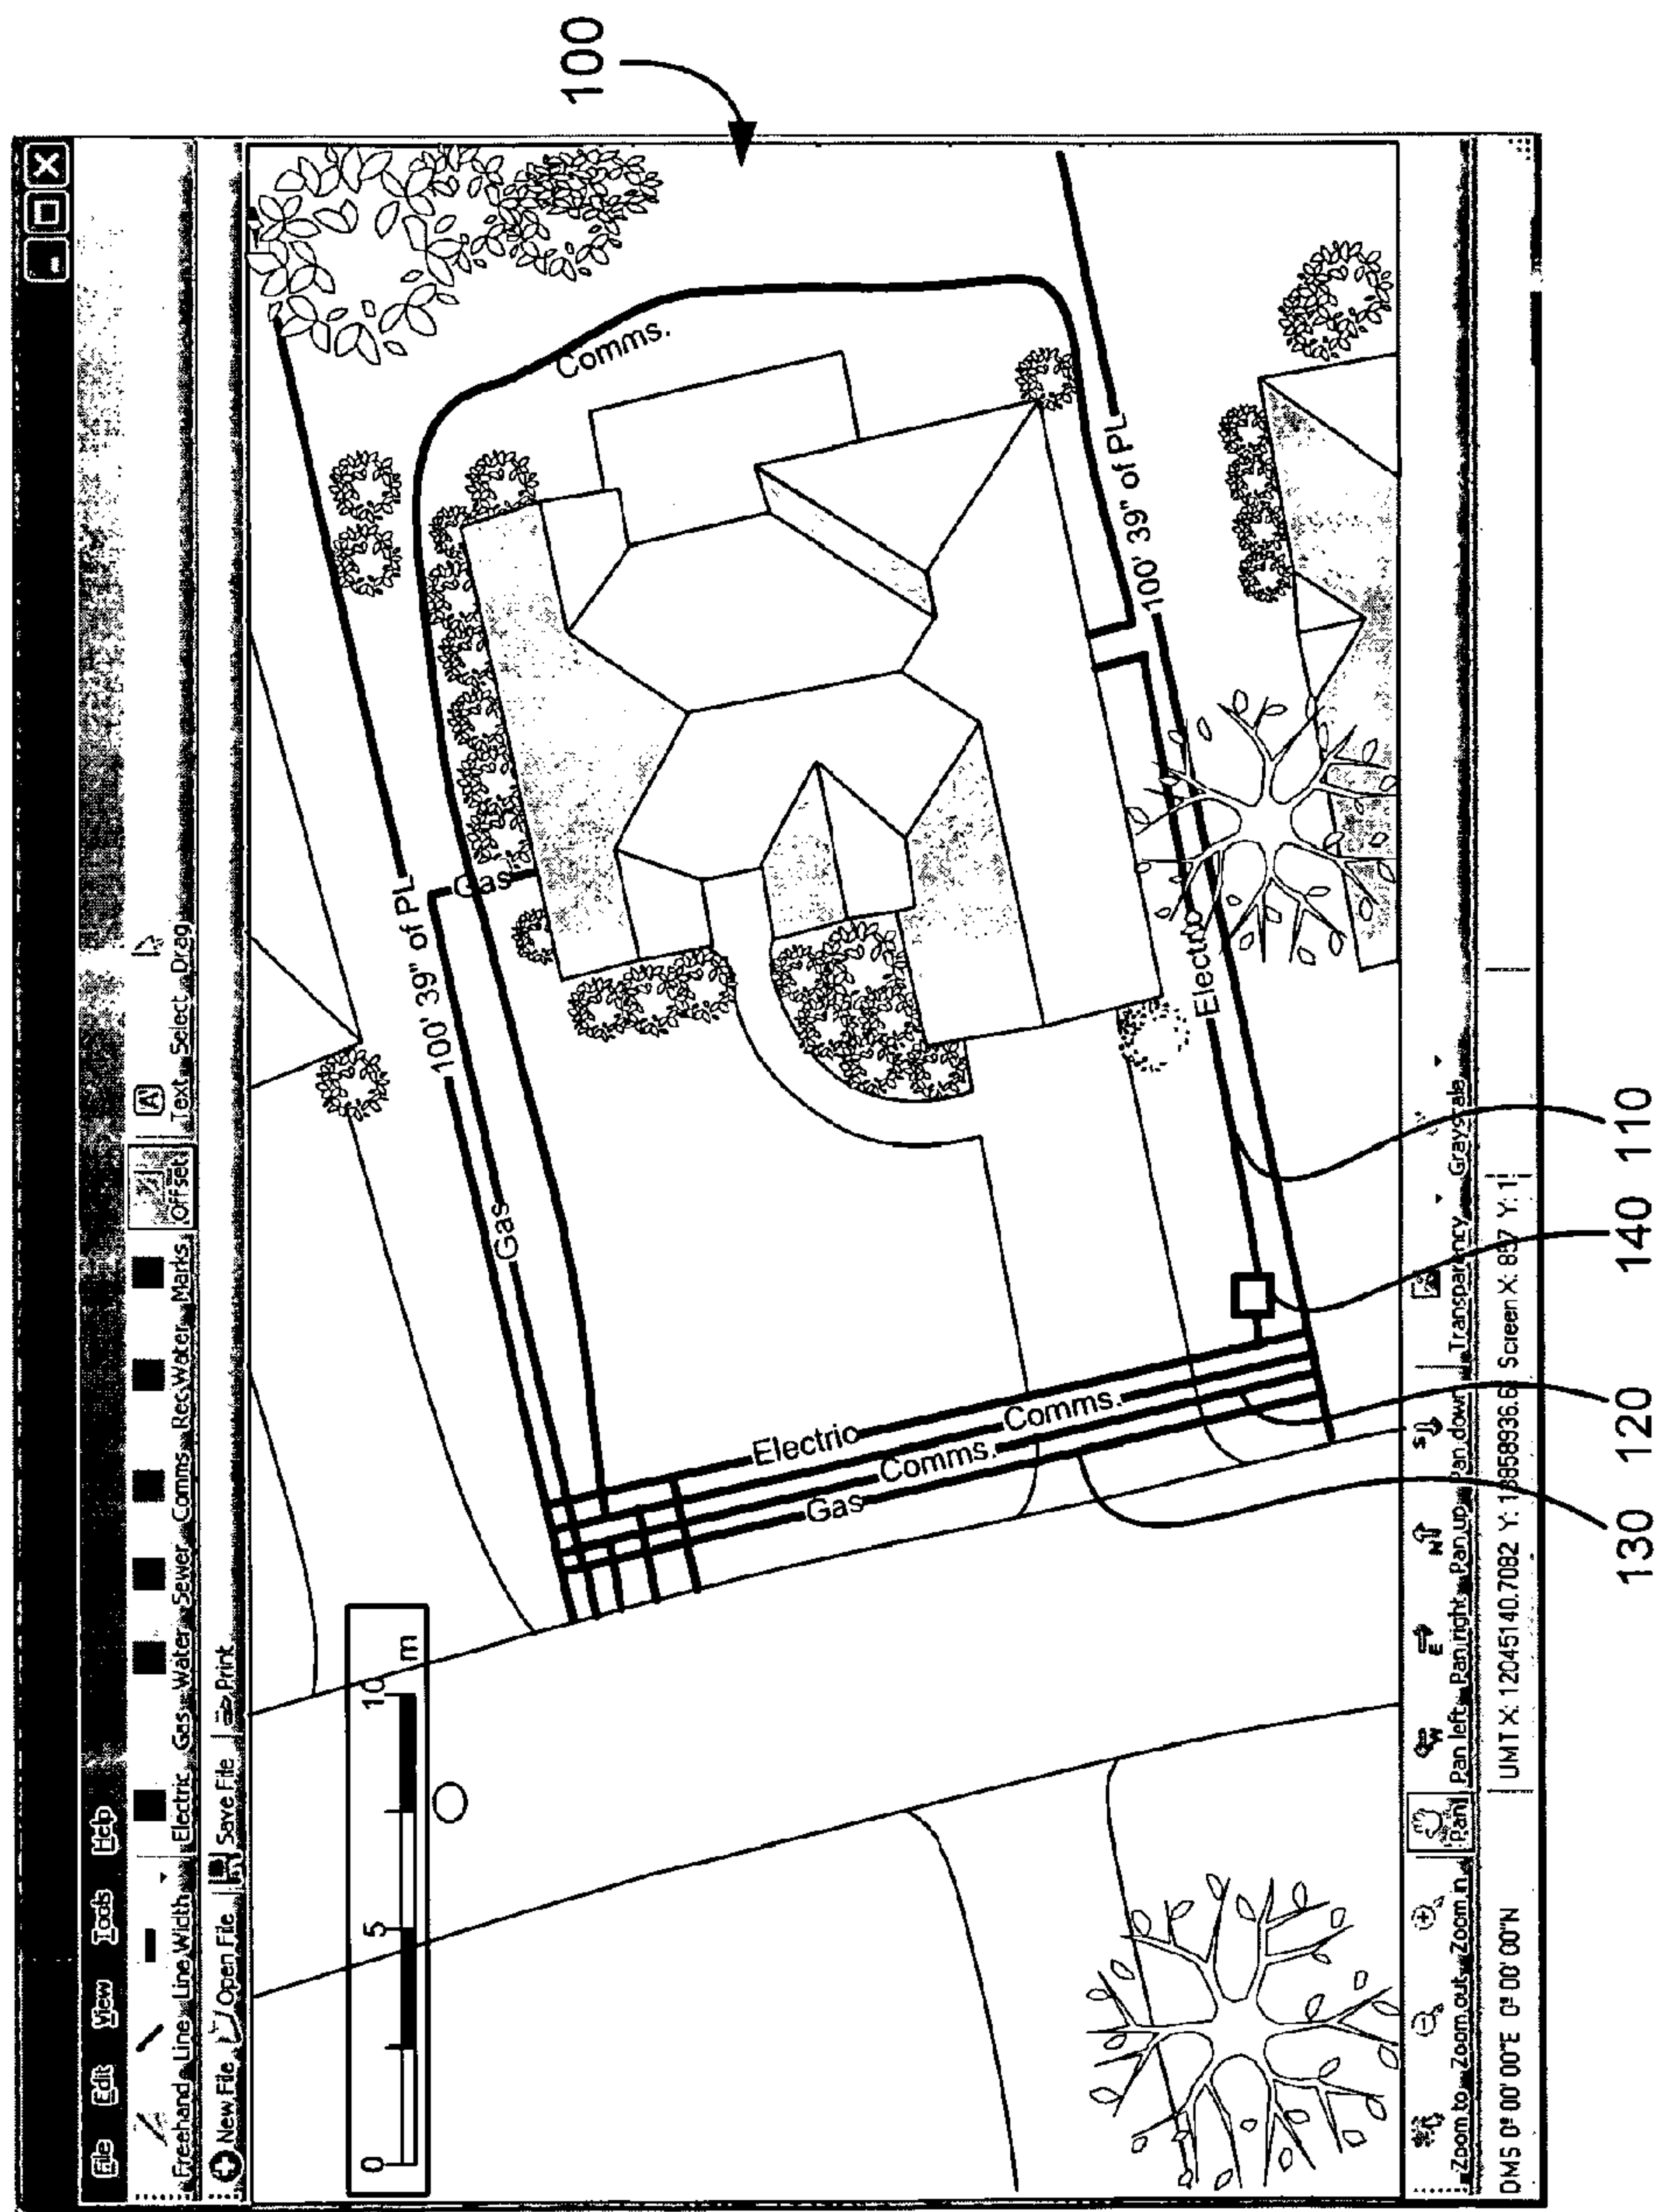 File Edit View Tools Help
Freehand Line Line Width Electric Gas Water Sewer Comms Rec Water Marks Offset Text Select Drag
A
New File Open File Save File Print
0 5 10 m
100' 39" of PL
Gas
Gas
Comms.
Electric
Comms.
Comms.
Gas
Electric
100' 39" of PL
Zoom to Zoom out Zoom in Pan Pan left Pan right Pan up Pan down Transparency Grayscale
W E N S
DMS 0° 00' 00"E 0° 00' 00"N UMT X: 12045140.7082 Y: 13858936.6 Screen X: 857 Y: 1
100
130
120
140
110